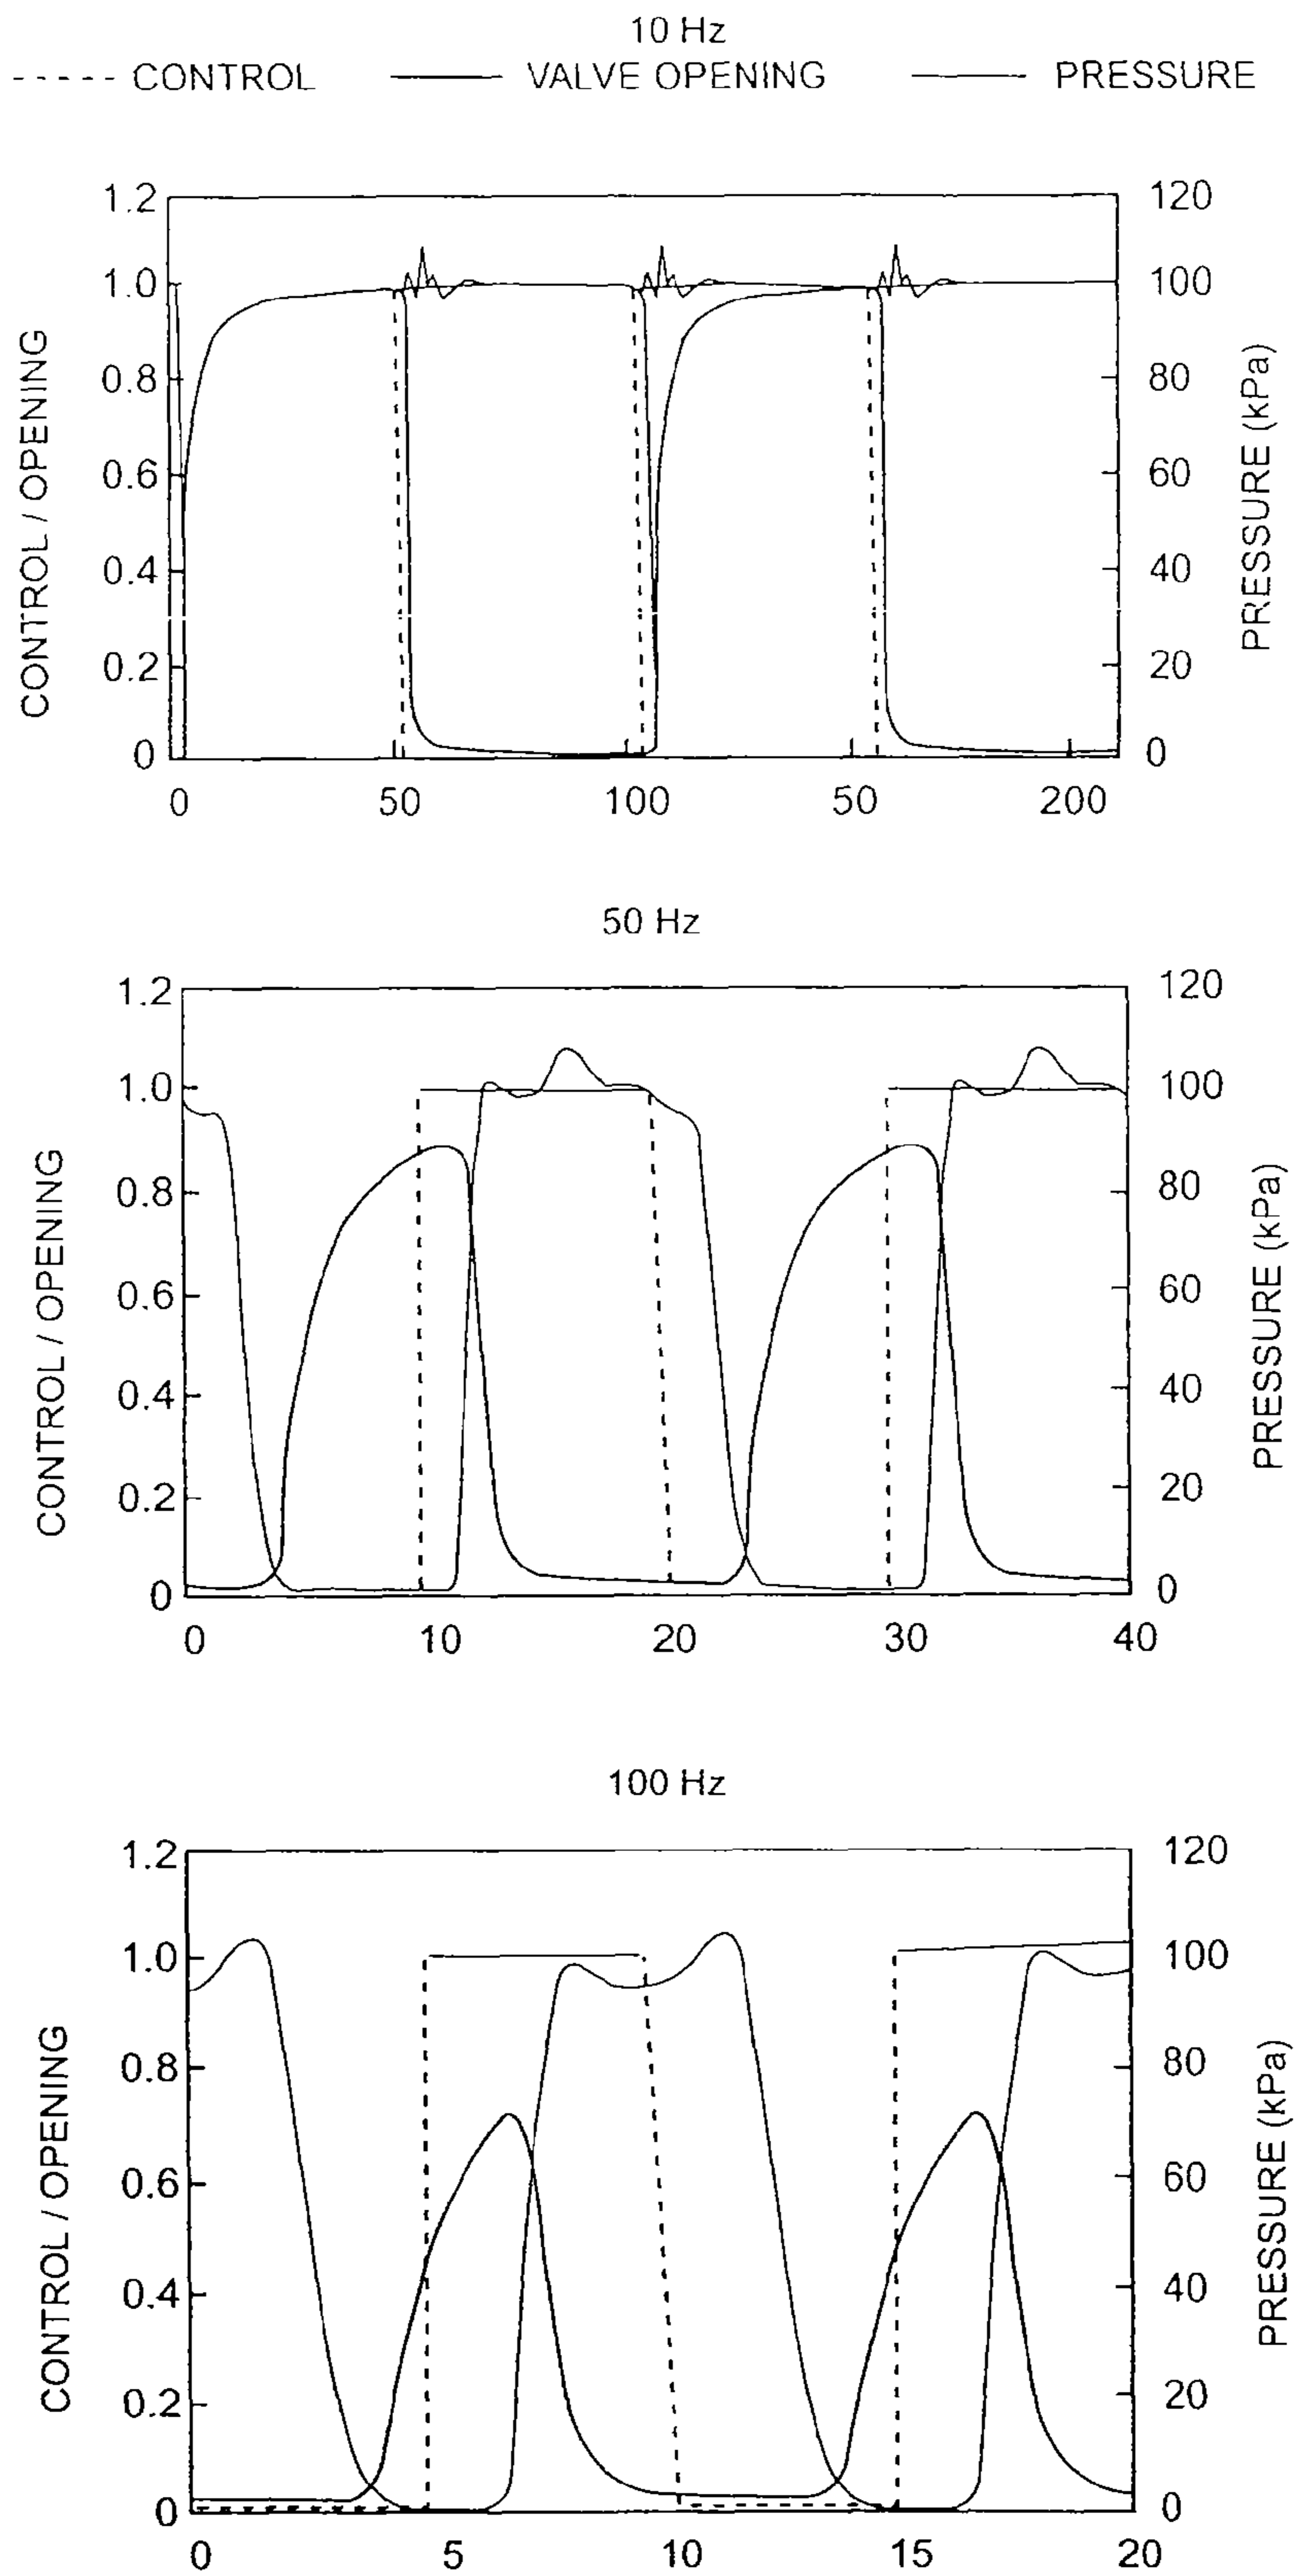 10 Hz
CONTROL VALVE OPENING PRESSURE
1.2 120
1.0 100
0.8 80
0.6 60
0.4 40
0.2 20
0 0
CONTROL / OPENING
PRESSURE (kPa)
0 50 100 50 200
50 Hz
1.2 120
1.0 100
0.8 80
0.6 60
0.4 40
0.2 20
0 0
CONTROL / OPENING
PRESSURE (kPa)
0 10 20 30 40
100 Hz
1.2 120
1.0 100
0.8 80
0.6 60
0.4 40
0.2 20
0 0
CONTROL / OPENING
PRESSURE (kPa)
0 5 10 15 20